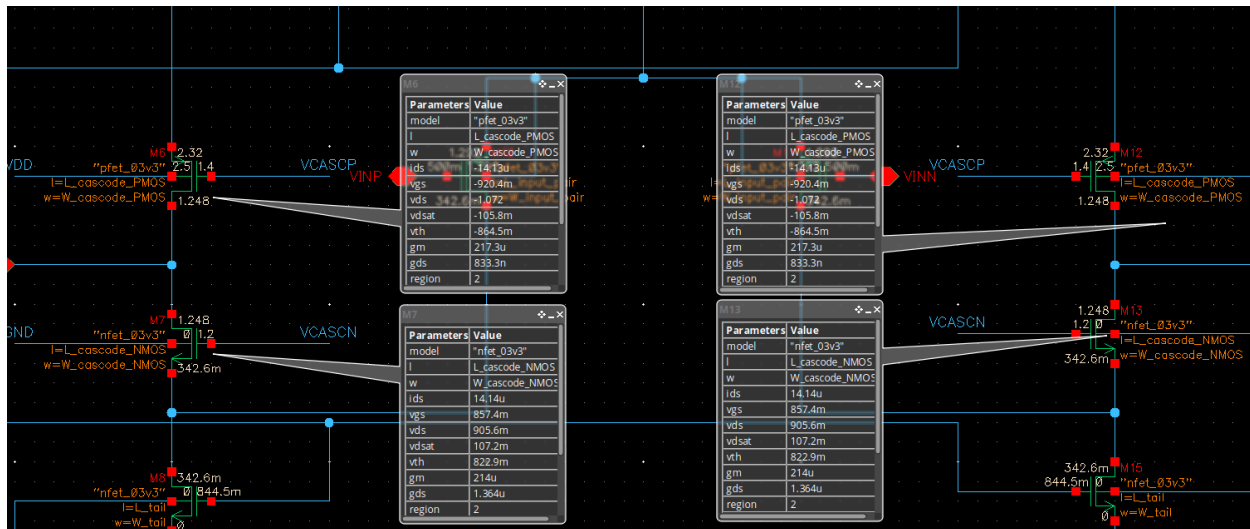 M6
2.32
VDD
"pfet_03v3"
2.5
1.4
VCASCP
l=L_cascode_PMOS
w=W_cascode_PMOS
1.248
M6
Parameters Value
model "pfet_03v3"
l L_cascode_PMOS
w W_cascode_PMOS
ids -14.13u
vgs -920.4m
vds -1.072
vdsat -105.8m
vth -864.5m
gm 217.3u
gds 833.3n
region 2
VINP
M12
Parameters Value
model "pfet_03v3"
l L_cascode_PMOS
w W_cascode_PMOS
ids -14.13u
vgs -920.4m
vds -1.072
vdsat -105.8m
vth -864.5m
gm 217.3u
gds 833.3n
region 2
VINN
VCASCP
2.32
M12
1.4
2.5
"pfet_03v3"
l=L_cascode_PMOS
w=W_cascode_PMOS
1.248
M7
1.248
GND
"nfet_03v3"
0
1.2
VCASCN
l=L_cascode_NMOS
w=W_cascode_NMOS
342.6m
M7
Parameters Value
model "nfet_03v3"
l L_cascode_NMOS
w W_cascode_NMOS
ids 14.14u
vgs 857.4m
vds 905.6m
vdsat 107.2m
vth 822.9m
gm 214u
gds 1.364u
region 2
M13
Parameters Value
model "nfet_03v3"
l L_cascode_NMOS
w W_cascode_NMOS
ids 14.14u
vgs 857.4m
vds 905.6m
vdsat 107.2m
vth 822.9m
gm 214u
gds 1.364u
region 2
VCASCN
1.248
M13
1.2
0
"nfet_03v3"
l=L_cascode_NMOS
w=W_cascode_NMOS
342.6m
M8
342.6m
"nfet_03v3"
0
844.5m
l=L_tail
w=W_tail
0
342.6m
M15
844.5m
0
"nfet_03v3"
l=L_tail
w=W_tail
0